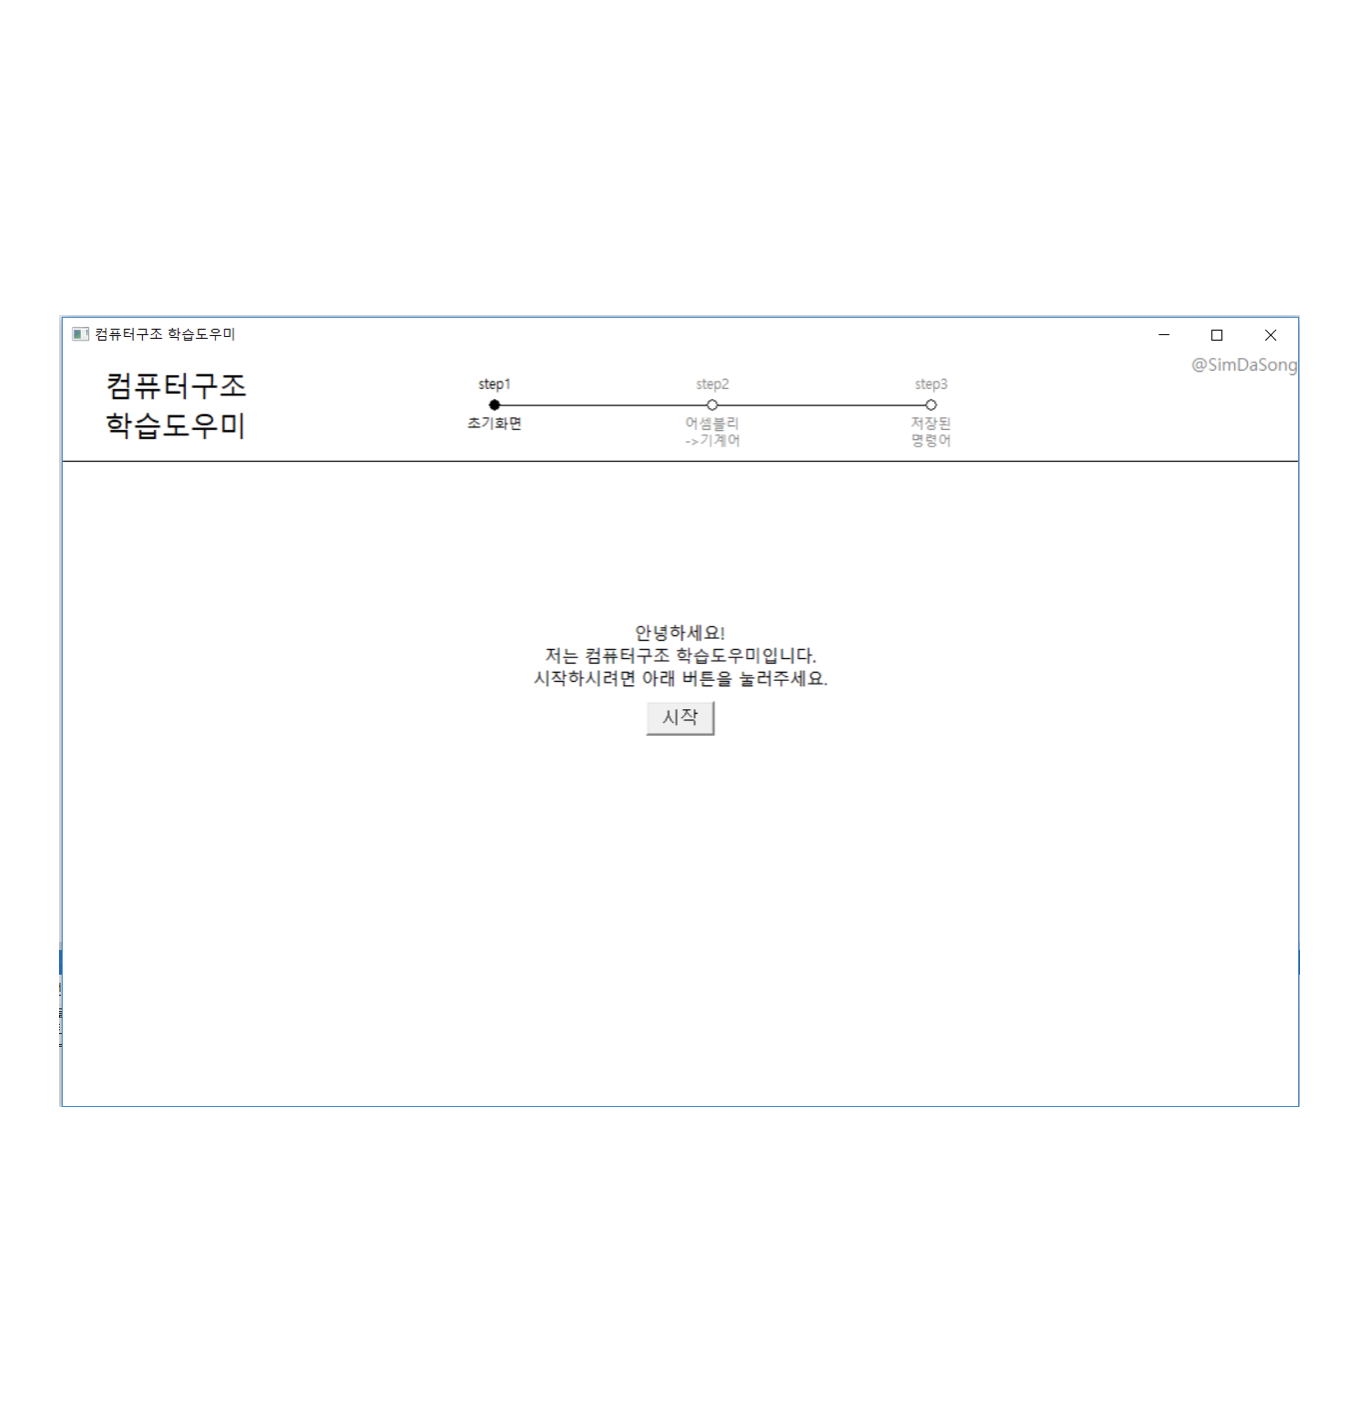 컴퓨터구조 학습도우미
@SimDaSong
컴퓨터구조
학습도우미
step1
초기화면
step2
어셈블리
->기계어
step3
저장된
명령어
안녕하세요!
저는 컴퓨터구조 학습도우미입니다.
시작하시려면 아래 버튼을 눌러주세요.
시작